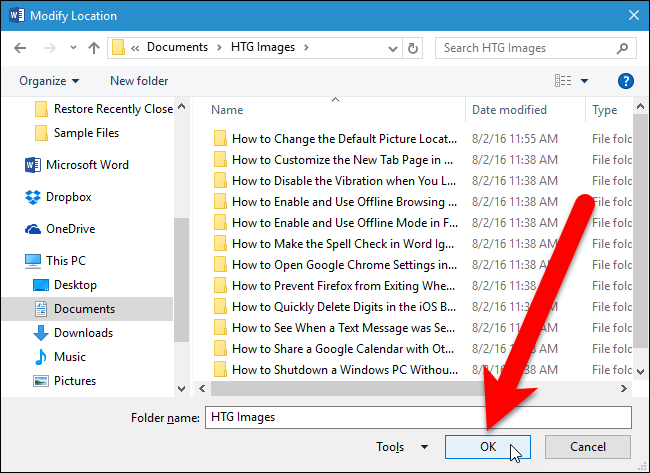 Modify Location
« Documents > HTG Images >
Search HTG Images
Organize
New folder
?
Restore Recently Close
Sample Files
Microsoft Word
Dropbox
OneDrive
This PC
Desktop
Documents
Downloads
Music
Pictures
Name
Date modified
Type
How to Change the Default Picture Locat... 8/2/16 11:55 AM File fold
How to Customize the New Tab Page in ... 8/2/16 11:38 AM File fold
How to Disable the Vibration when You L... 8/2/16 11:38 AM File fold
How to Enable and Use Offline Browsing ... 8/2/16 11:38 AM File fold
How to Enable and Use Offline Mode in F... 8/2/16 11:38 AM File fold
How to Make the Spell Check in Word Ig... 8/2/16 11:38 AM File fold
How to Open Google Chrome Settings in ... 8/2/16 11:38 AM File fold
How to Prevent Firefox from Exiting Whe... 8/2/16 11:38 File fold
How to Quickly Delete Digits in the iOS B... 8/2/16 11:3 File fold
How to See When a Text Message was Se... 8/2/16 AM File fold
How to Share a Google Calendar with Ot... AM File fold
How to Shutdown a Windows PC Withou... 8/2/16 11:38 AM File fold
Folder name:
HTG Images
Tools
OK
Cancel